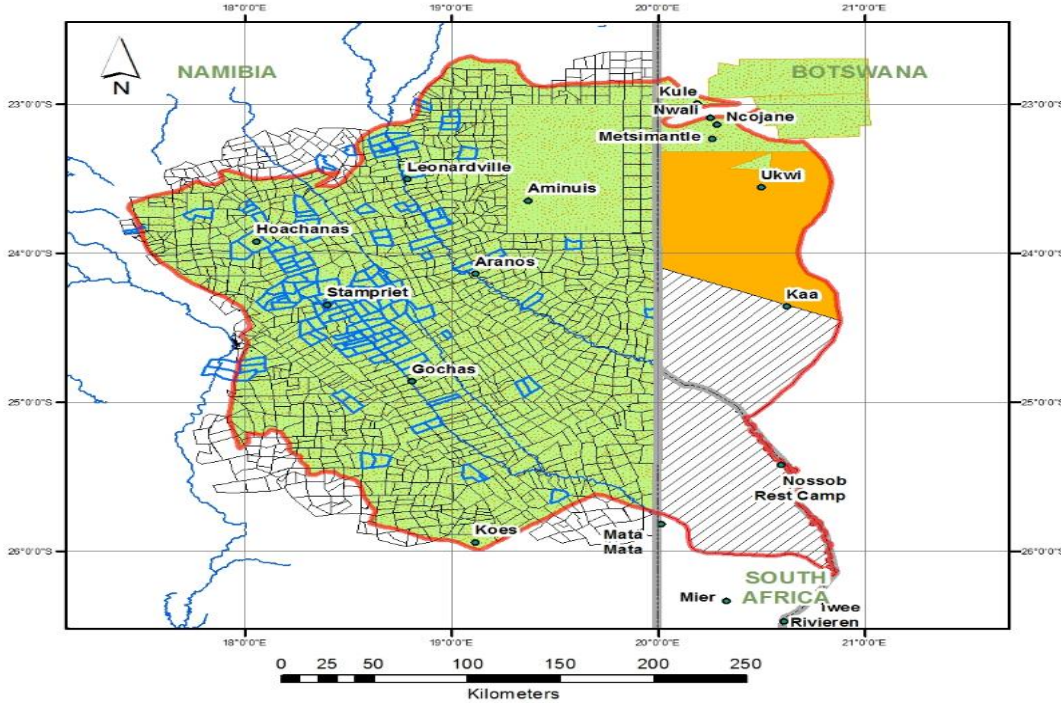 18°0'0"E 19°0'0"E 20°0'0"E 21°0'0"E
NAMIBIA
BOTSWANA
N
Kule
23°0'0"S 23°0'0"S
Nwali
Ncojane
Metsimantle
Leonardville
Ukwi
Aminuis
Hoachanas
24°0'0"S 24°0'0"S
Aranos
Kaa
Stampriet
Gochas
25°0'0"S 25°0'0"S
Nossob
Rest Camp
Koes
Mata
Mata
26°0'0"S 26°0'0"S
SOUTH
AFRICA
Mier
Twee
Rivieren
18°0'0"E 19°0'0"E 20°0'0"E 21°0'0"E
0 25 50 100 150 200 250
Kilometers